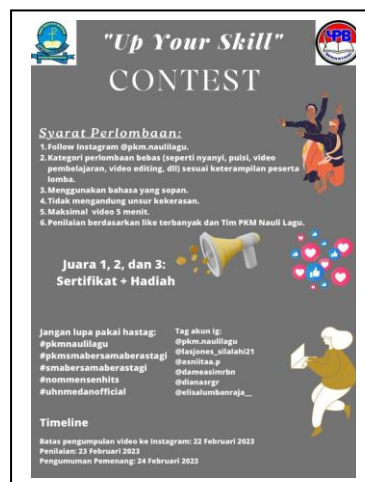 "Up Your Skill"
CONTEST
YPB
Syarat Perlombaan:
1. Follow Instagram @pkm.naulilagu.
2. Kategori perlombaan bebas (seperti nyanyi, puisi, video
pembelajaran, video editing, dll) sesuai keterampilan peserta
lomba.
3. Menggunakan bahasa yang sopan.
4. Tidak mengandung unsur kekerasan.
5. Maksimal video 5 menit.
6. Penilaian berdasarkan like terbanyak dan Tim PKM Nauli Lagu.
Juara 1, 2, dan 3:
Sertifikat + Hadiah
Jangan lupa pakai hastag:
#pkmnaulilagu
#pkmsmabersamaberastagi
#smabersamaberastagi
#nommensenhits
#uhnmedanofficial
Tag akun ig:
@pkm.naulilagu
@lasjones_silalahi21
@asniitaa.p
@dameasimrbn
@dianasrgr
@elisalumbanraja__
Timeline
Batas pengumpulan video ke Instagram: 22 Februari 2023
Penilaian: 23 Februari 2023
Pengumuman Pemenang: 24 Februari 2023